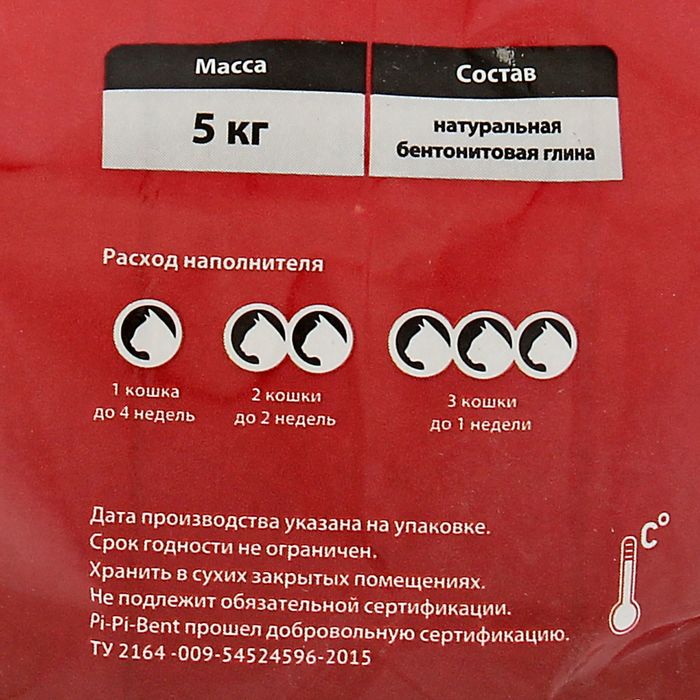 Масса
5 кг
Состав
натуральная
бентонитовая глина
Расход наполнителя
1 кошка
до 4 недель
2 кошки
до 2 недель
3 кошки
до 1 недели
Дата производства указана на упаковке.
Срок годности не ограничен.
Хранить в сухих закрытых помещениях.
Не подлежит обязательной сертификации.
Pi-Pi-Bent прошел добровольную сертификацию.
ТУ 2164 -009-54524596-2015
C°